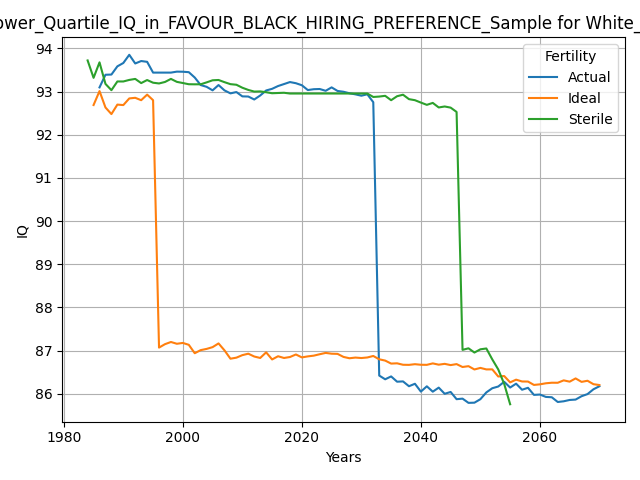 ower_Quartile_IQ_in_FAVOUR_BLACK_HIRING_PREFERENCE_Sample for White_
94
93
92
91
90
89
88
87
86
IQ
1980
2000
2020
2040
2060
Years
Fertility
Actual
Ideal
Sterile